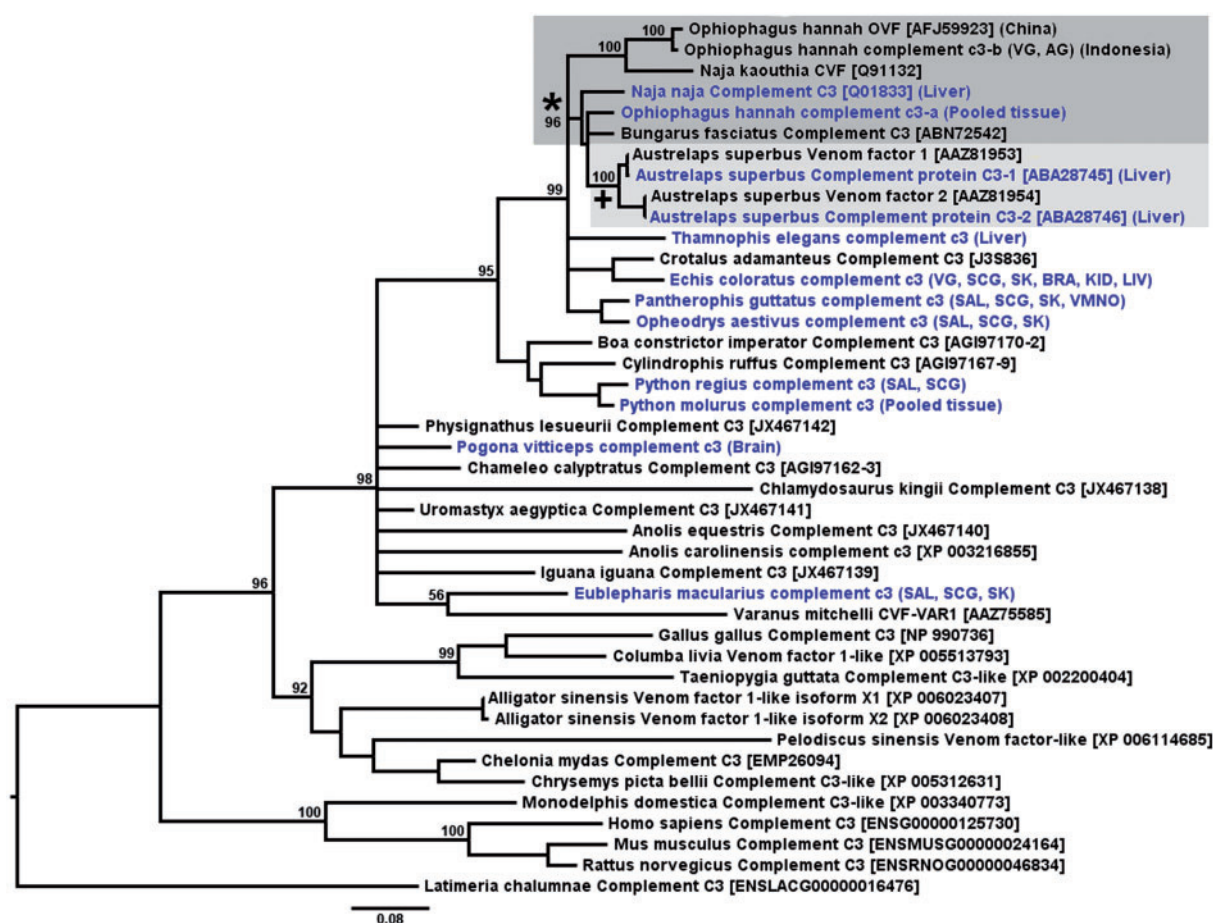 Ophiophagus hannah OVF [AFJ59923] (China)
100
100
Ophiophagus hannah complement c3-b (VG, AG) (Indonesia)
Naja kaouthia CVF [Q91132]
Naja naja Complement C3 [Q01833] (Liver)
*
Ophiophagus hannah complement c3-a (Pooled tissue)
96
Bungarus fasciatus Complement C3 [ABN72542]
Austrelaps superbus Venom factor 1 [AAZ81953]
100
Austrelaps superbus Complement protein C3-1 [ABA28745] (Liver)
99
+
Austrelaps superbus Venom factor 2 [AAZ81954]
Austrelaps superbus Complement protein C3-2 [ABA28746] (Liver)
Thamnophis elegans complement c3 (Liver)
Crotalus adamanteus Complement C3 [J3S836]
95
Echis coloratus complement c3 (VG, SCG, SK, BRA, KID, LIV)
Pantherophis guttatus complement c3 (SAL, SCG, SK, VMNO)
Opheodrys aestivus complement c3 (SAL, SCG, SK)
Boa constrictor imperator Complement C3 [AGI97170-2]
Cylindrophis ruffus Complement C3 [AGI97167-9]
Python regius complement c3 (SAL, SCG)
Python molurus complement c3 (Pooled tissue)
Physignathus lesueurii Complement C3 [JX467142]
Pogona vitticeps complement c3 (Brain)
Chameleo calyptratus Complement C3 [AGI97162-3]
98
Chlamydosaurus kingii Complement C3 [JX467138]
Uromastyx aegyptica Complement C3 [JX467141]
Anolis equestris Complement C3 [JX467140]
Anolis carolinensis complement c3 [XP 003216855]
Iguana iguana Complement C3 [JX467139]
96
56
Eublepharis macularius complement c3 (SAL, SCG, SK)
Varanus mitchelli CVF-VAR1 [AAZ75585]
Gallus gallus Complement C3 [NP 990736]
99
Columba livia Venom factor 1-like [XP 005513793]
Taeniopygia guttata Complement C3-like [XP 002200404]
92
Alligator sinensis Venom factor 1-like isoform X1 [XP 006023407]
Alligator sinensis Venom factor 1-like isoform X2 [XP 006023408]
Pelodiscus sinensis Venom factor-like [XP 006114685]
Chelonia mydas Complement C3 [EMP26094]
Chrysemys picta bellii Complement C3-like [XP 005312631]
Monodelphis domestica Complement C3-like [XP 003340773]
100
Homo sapiens Complement C3 [ENSG00000125730]
100
Mus musculus Complement C3 [ENSMUSG00000024164]
Rattus norvegicus Complement C3 [ENSRNOG00000046834]
Latimeria chalumnae Complement C3 [ENSLACG00000016476]
0.08